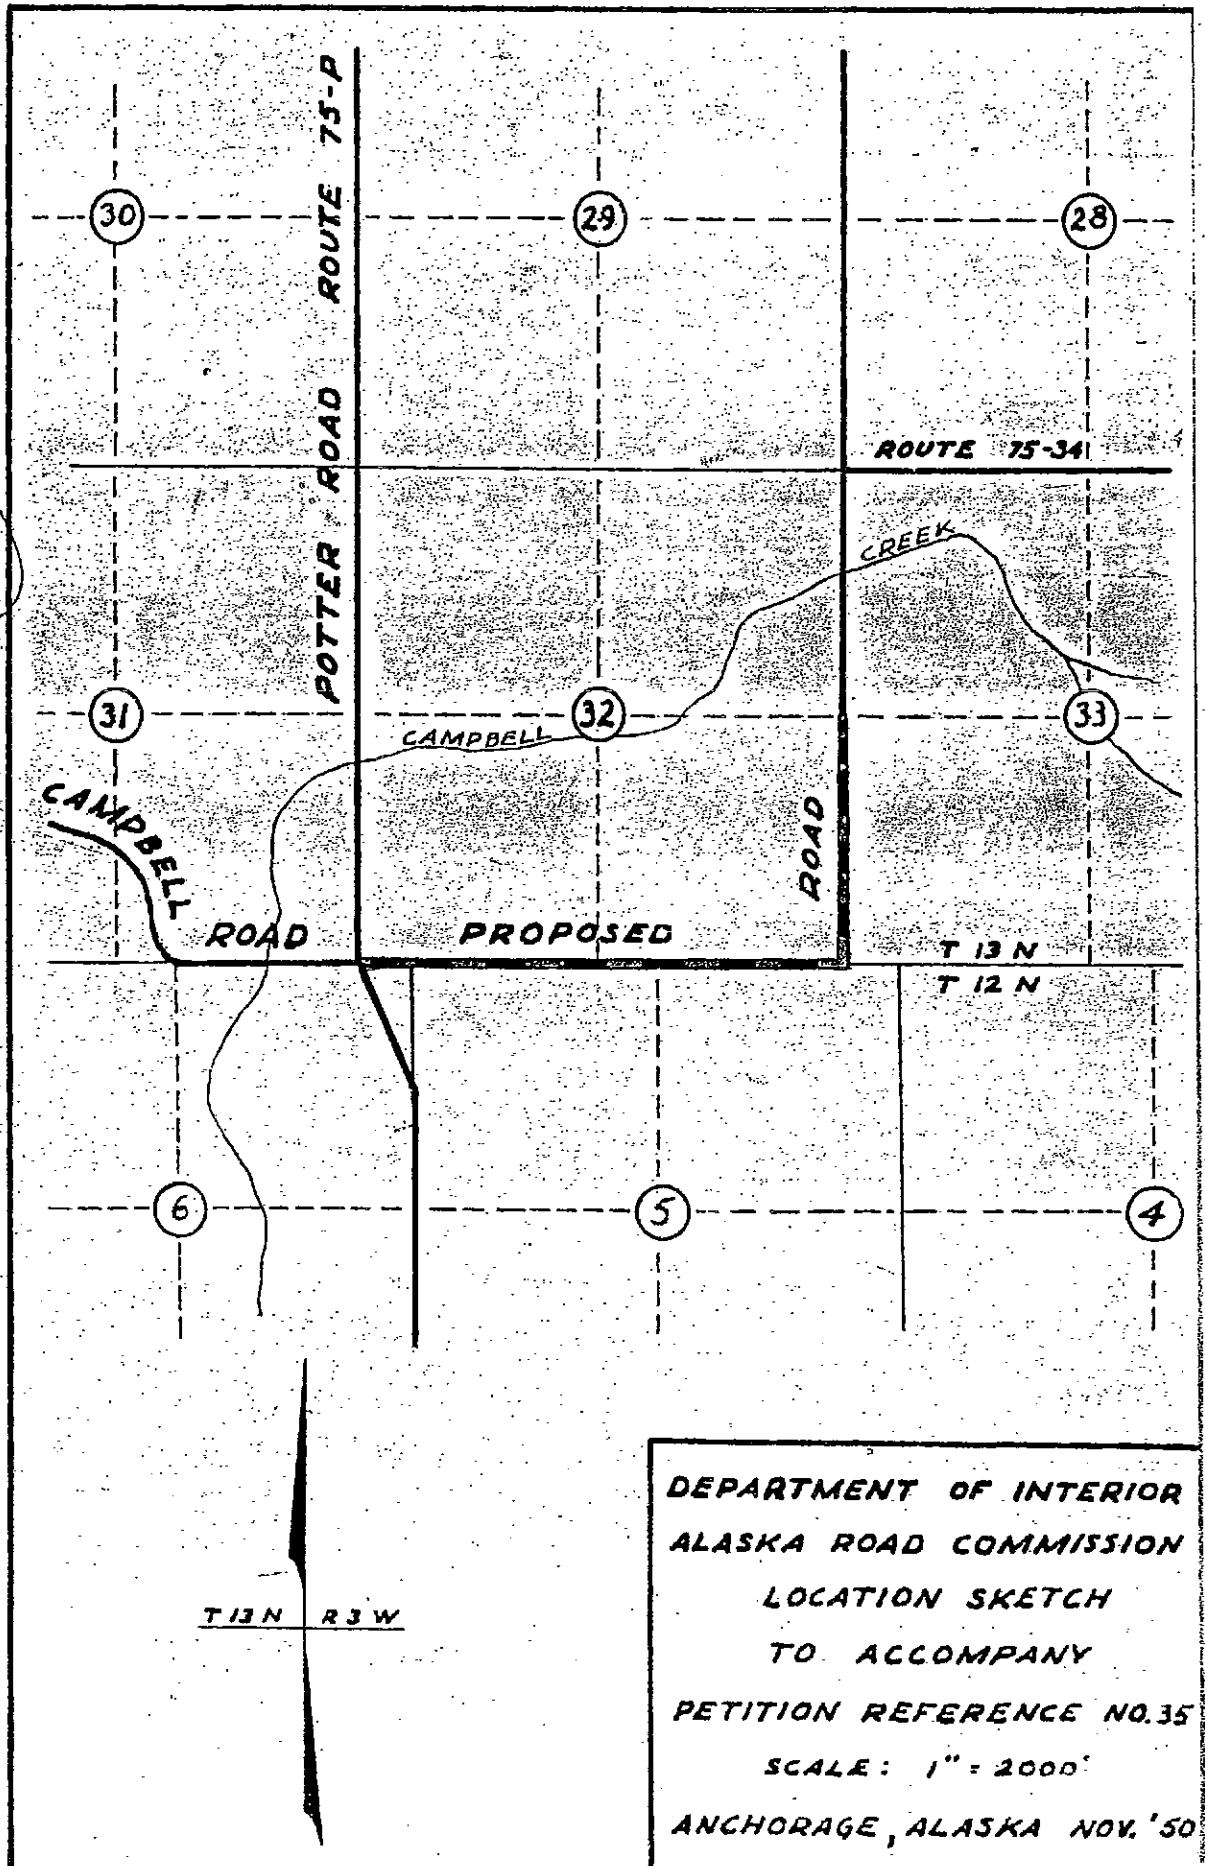 POTTER ROAD ROUTE 75-P
30
29
28
ROUTE 75-34
CREEK
31
32
33
CAMPBELL
CAMPBELL
ROAD
ROAD
PROPOSED
T 13 N
T 12 N
6
5
4
T 13 N R 3 W
DEPARTMENT OF INTERIOR
ALASKA ROAD COMMISSION
LOCATION SKETCH
TO ACCOMPANY
PETITION REFERENCE NO. 35
SCALE: 1" = 2000'
ANCHORAGE, ALASKA NOV. '50